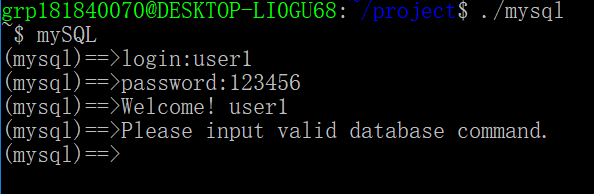 grp181840070@DESKTOP-LI0GU68:~/project$ ./mysql
~$ mySQL
(mysql)==>login:user1
(mysql)==>password:123456
(mysql)==>Welcome! user1
(mysql)==>Please input valid database command.
(mysql)==>